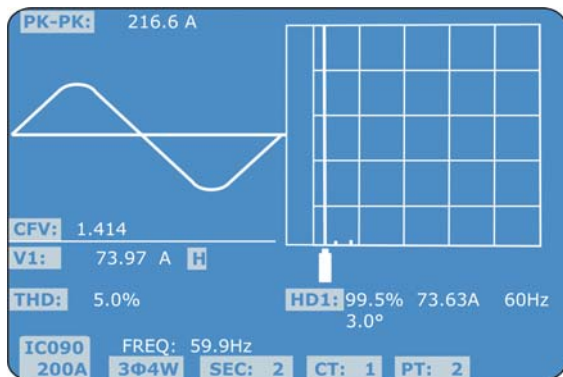 PK-PK: 216.6 A
CFV: 1.414
V1: 73.97 A H
THD: 5.0%
HD1: 99.5% 73.63A 60Hz
3.0°
IC090 FREQ: 59.9Hz
200A 3Φ4W SEC: 2 CT: 1 PT: 2